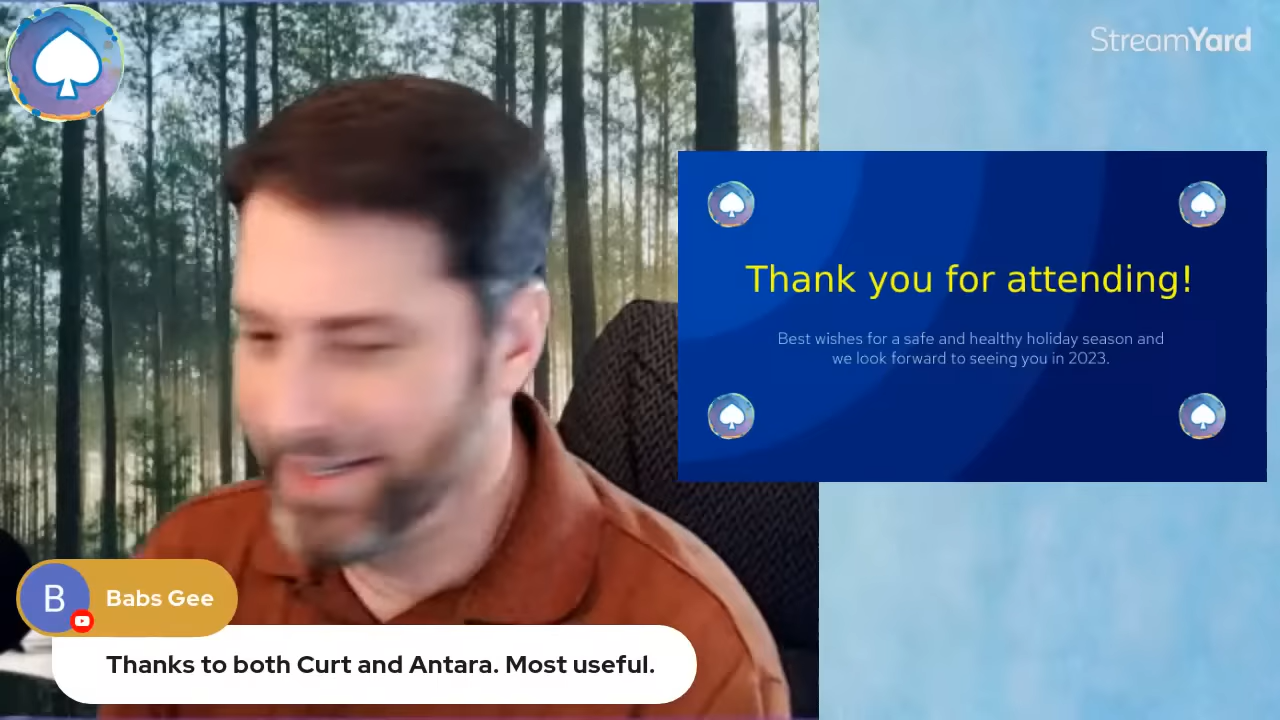 StreamYard
Thank you for attending!
Best wishes for a safe and healthy holiday season and
we look forward to seeing you in 2023.
B
Babs Gee
Thanks to both Curt and Antara. Most useful.